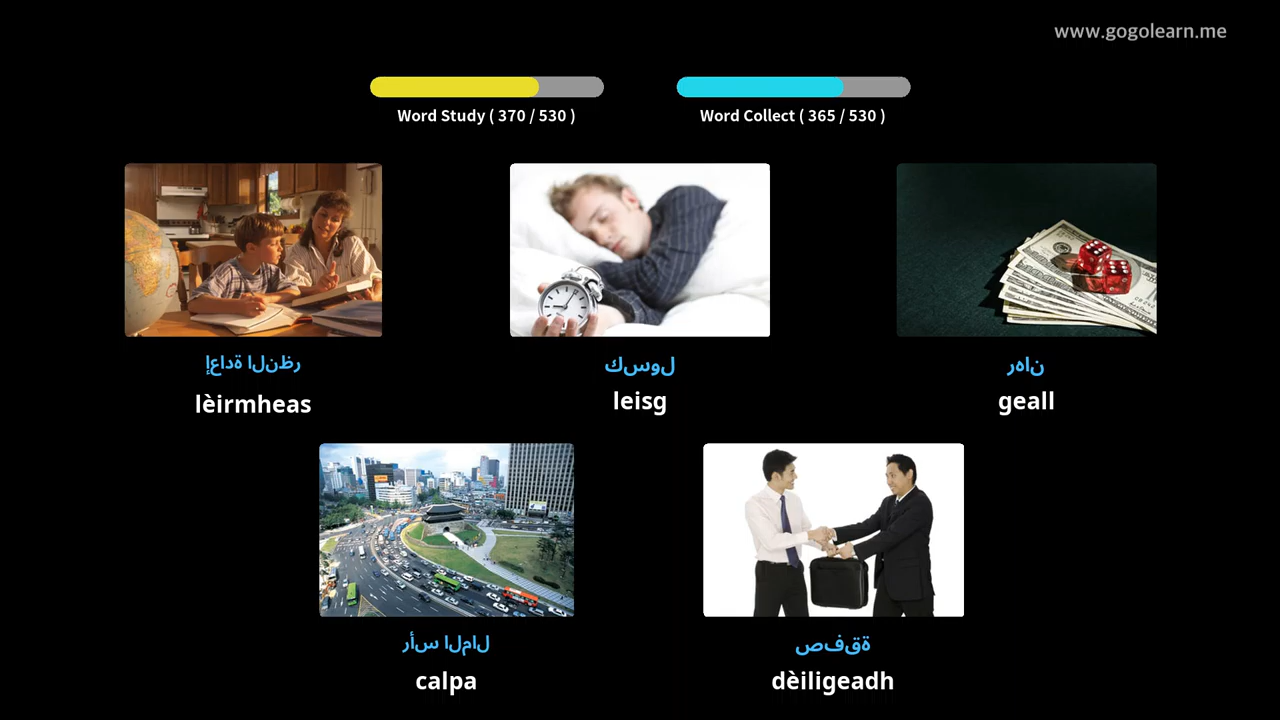 www.gogolearn.me
Word Study ( 370 / 530 )
Word Collect ( 365 / 530 )
إعادة النظر
lèirmheas
كسول
leisg
رهان
geall
رأس المال
calpa
صفقة
dèiligeadh